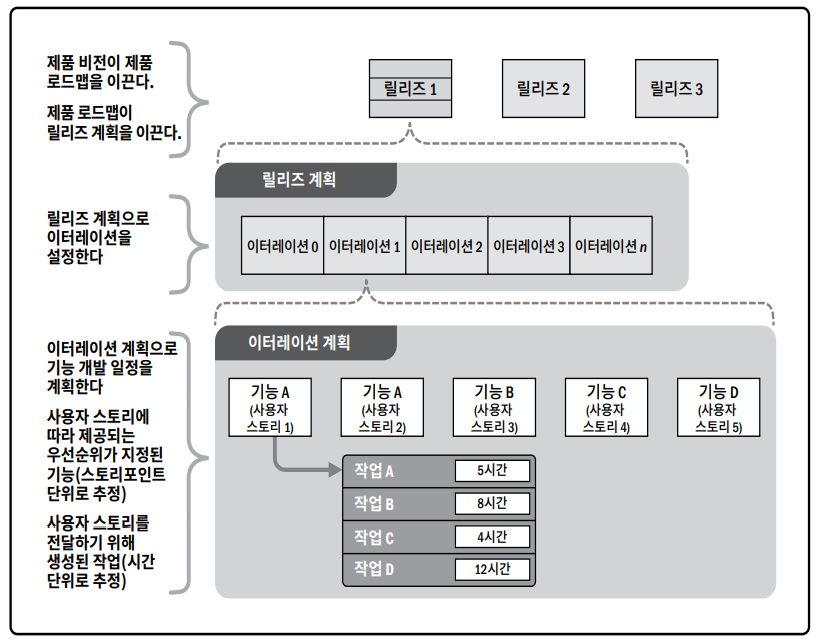 제품 비전이 제품
로드맵을 이끈다.
제품 로드맵이
릴리즈 계획을 이끈다.
릴리즈 1
릴리즈 2
릴리즈 3
릴리즈 계획
릴리즈 계획으로
이터레이션을
설정한다
이터레이션 0
이터레이션 1
이터레이션 2
이터레이션 3
이터레이션 n
이터레이션 계획
이터레이션 계획으로
기능 개발 일정을
계획한다
사용자 스토리에
따라 제공되는
우선순위가 지정된
기능(스토리포인트
단위로 추정)
사용자 스토리를
전달하기 위해
생성된 작업(시간
단위로 추정)
기능 A
(사용자
스토리 1)
기능 A
(사용자
스토리 2)
기능 B
(사용자
스토리 3)
기능 C
(사용자
스토리 4)
기능 D
(사용자
스토리 5)
작업 A 5시간
작업 B 8시간
작업 C 4시간
작업 D 12시간